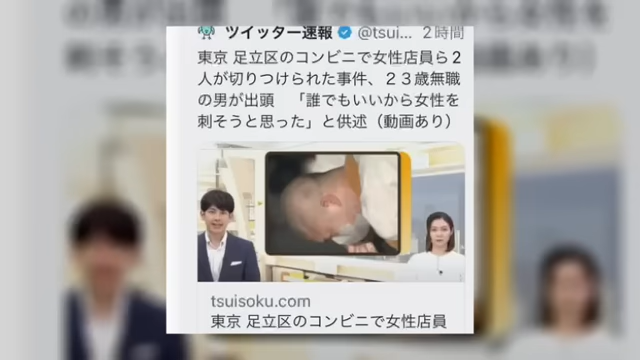 ツイッター速報 @tsui... 2時間
東京 足立区のコンビニで女性店員ら2
人が切りつけられた事件、２３歳無職
の男が出頭　「誰でもいいから女性を
刺そうと思った」と供述（動画あり）
tsuisoku.com
東京 足立区のコンビニで女性店員